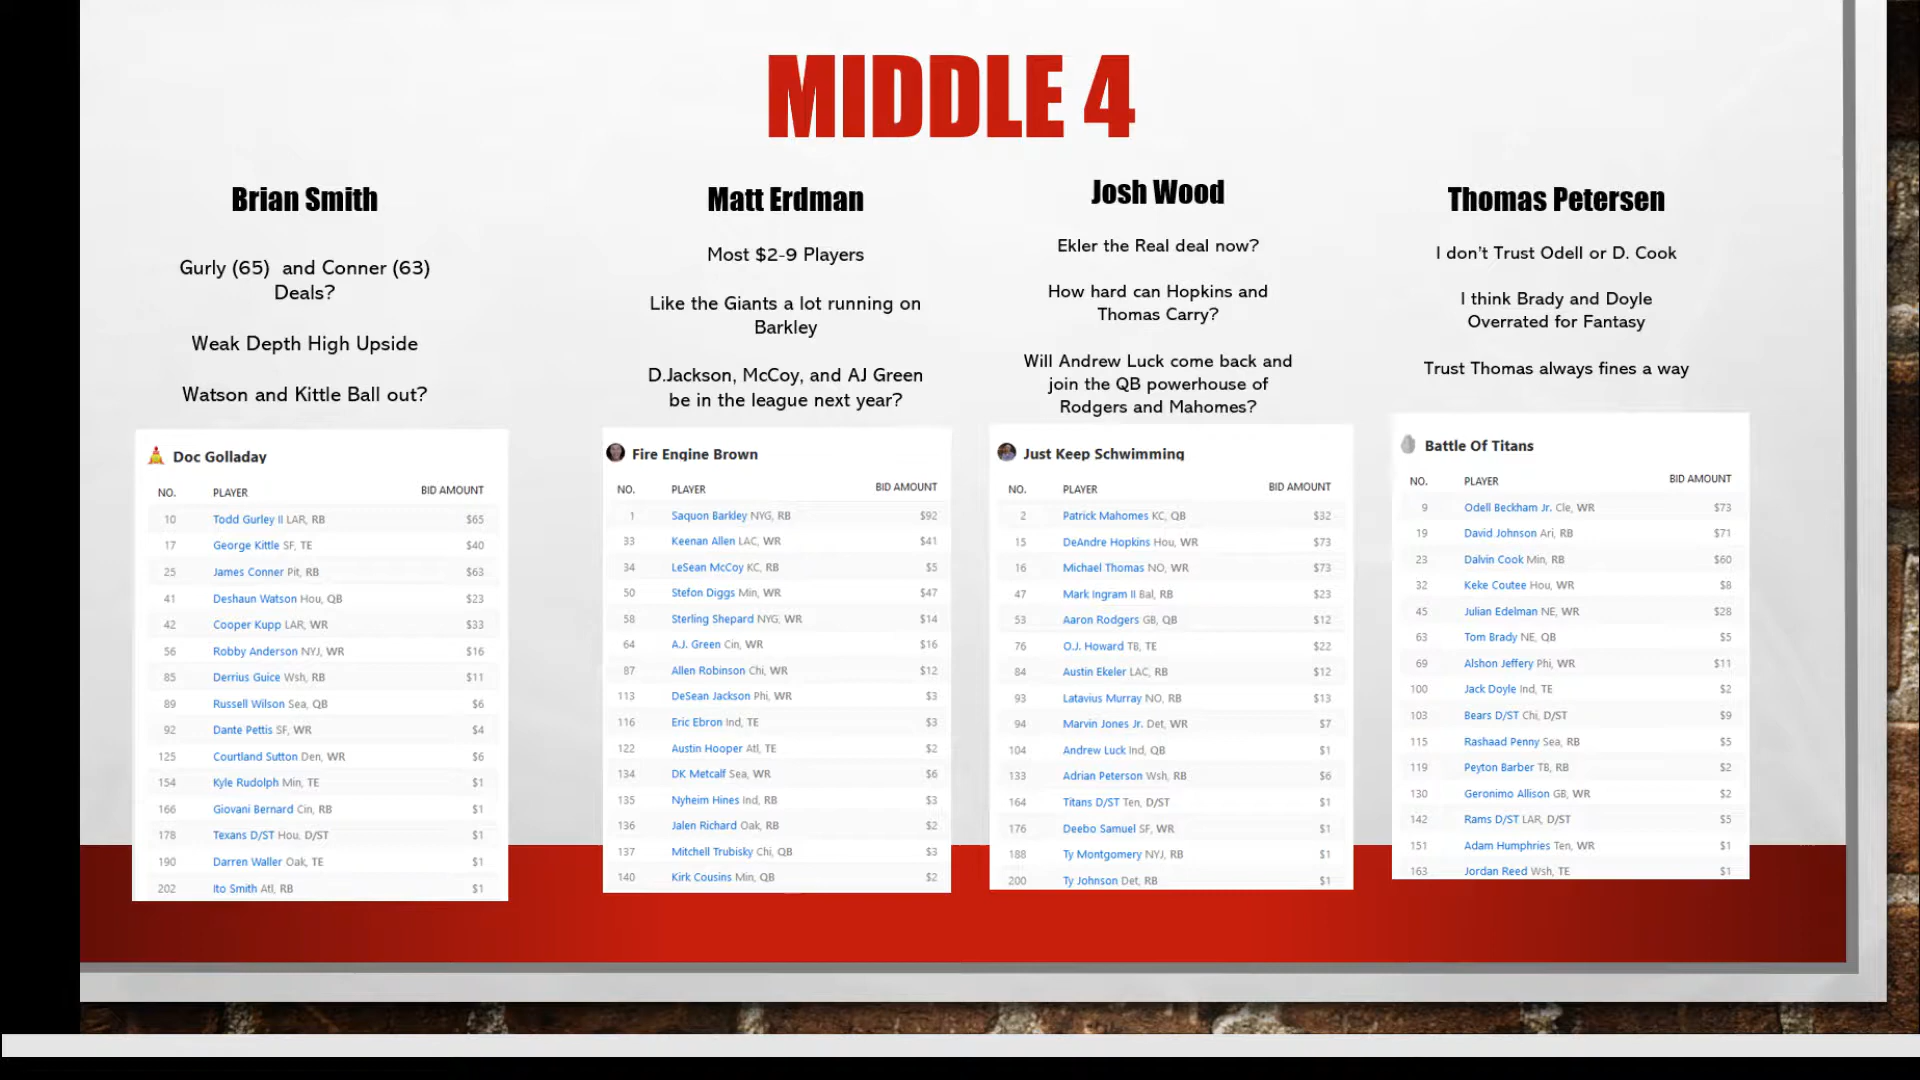 MIDDLE 4
Brian Smith
Gurly (65)  and Conner (63)
Deals?
Weak Depth High Upside
Watson and Kittle Ball out?
Doc Golladay
NO. PLAYER BID AMOUNT
10 Todd Gurley II LAR, RB $65
17 George Kittle SF, TE $40
25 James Conner Pit, RB $63
41 Deshaun Watson Hou, QB $23
42 Cooper Kupp LAR, WR $33
56 Robby Anderson NYJ, WR $16
85 Derrius Guice Wsh, RB $11
89 Russell Wilson Sea, QB $6
92 Dante Pettis SF, WR $4
125 Courtland Sutton Den, WR $6
154 Kyle Rudolph Min, TE $1
166 Giovani Bernard Cin, RB $1
178 Texans D/ST Hou, D/ST $1
190 Darren Waller Oak, TE $1
202 Ito Smith Atl, RB $1
Matt Erdman
Most $2-9 Players
Like the Giants a lot running on
Barkley
D.Jackson, McCoy, and AJ Green
be in the league next year?
Fire Engine Brown
NO. PLAYER BID AMOUNT
1 Saquon Barkley NYG, RB $92
33 Keenan Allen LAC, WR $41
34 LeSean McCoy KC, RB $5
50 Stefon Diggs Min, WR $47
58 Sterling Shepard NYG, WR $14
64 A.J. Green Cin, WR $16
87 Allen Robinson Chi, WR $12
113 DeSean Jackson Phi, WR $3
116 Eric Ebron Ind, TE $3
122 Austin Hooper Atl, TE $2
134 DK Metcalf Sea, WR $6
135 Nyheim Hines Ind, RB $3
136 Jalen Richard Oak, RB $2
137 Mitchell Trubisky Chi, QB $3
140 Kirk Cousins Min, QB $2
Josh Wood
Ekler the Real deal now?
How hard can Hopkins and
Thomas Carry?
Will Andrew Luck come back and
join the QB powerhouse of
Rodgers and Mahomes?
Just Keep Schwimming
NO. PLAYER BID AMOUNT
2 Patrick Mahomes KC, QB $32
15 DeAndre Hopkins Hou, WR $73
16 Michael Thomas NO, WR $73
47 Mark Ingram II Bal, RB $23
53 Aaron Rodgers GB, QB $12
76 O.J. Howard TB, TE $22
84 Austin Ekeler LAC, RB $12
93 Latavius Murray NO, RB $13
94 Marvin Jones Jr. Det, WR $7
104 Andrew Luck Ind, QB $1
133 Adrian Peterson Wsh, RB $6
164 Titans D/ST Ten, D/ST $1
176 Deebo Samuel SF, WR $1
188 Ty Montgomery NYJ, RB $1
200 Ty Johnson Det, RB $1
Thomas Petersen
I don't Trust Odell or D. Cook
I think Brady and Doyle
Overrated for Fantasy
Trust Thomas always fines a way
Battle Of Titans
NO. PLAYER BID AMOUNT
9 Odell Beckham Jr. Cle, WR $73
19 David Johnson Ari, RB $71
23 Dalvin Cook Min, RB $60
32 Keke Coutee Hou, WR $8
45 Julian Edelman NE, WR $28
63 Tom Brady NE, QB $5
69 Alshon Jeffery Phi, WR $11
100 Jack Doyle Ind, TE $2
103 Bears D/ST Chi, D/ST $9
115 Rashaad Penny Sea, RB $5
119 Peyton Barber TB, RB $2
130 Geronimo Allison GB, WR $2
142 Rams D/ST LAR, D/ST $5
151 Adam Humphries Ten, WR $1
163 Jordan Reed Wsh, TE $1